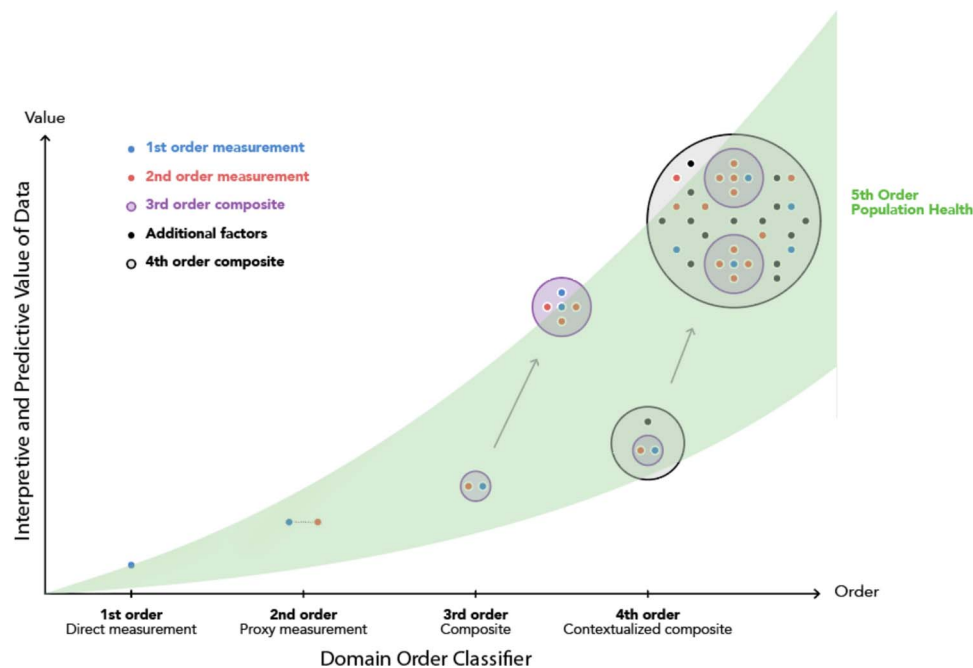 Value
1st order measurement
2nd order measurement
3rd order composite
Additional factors
4th order composite
5th Order
Population Health
Interpretive and Predictive Value of Data
Order
1st order
Direct measurement
2nd order
Proxy measurement
3rd order
Composite
4th order
Contextualized composite
Domain Order Classifier